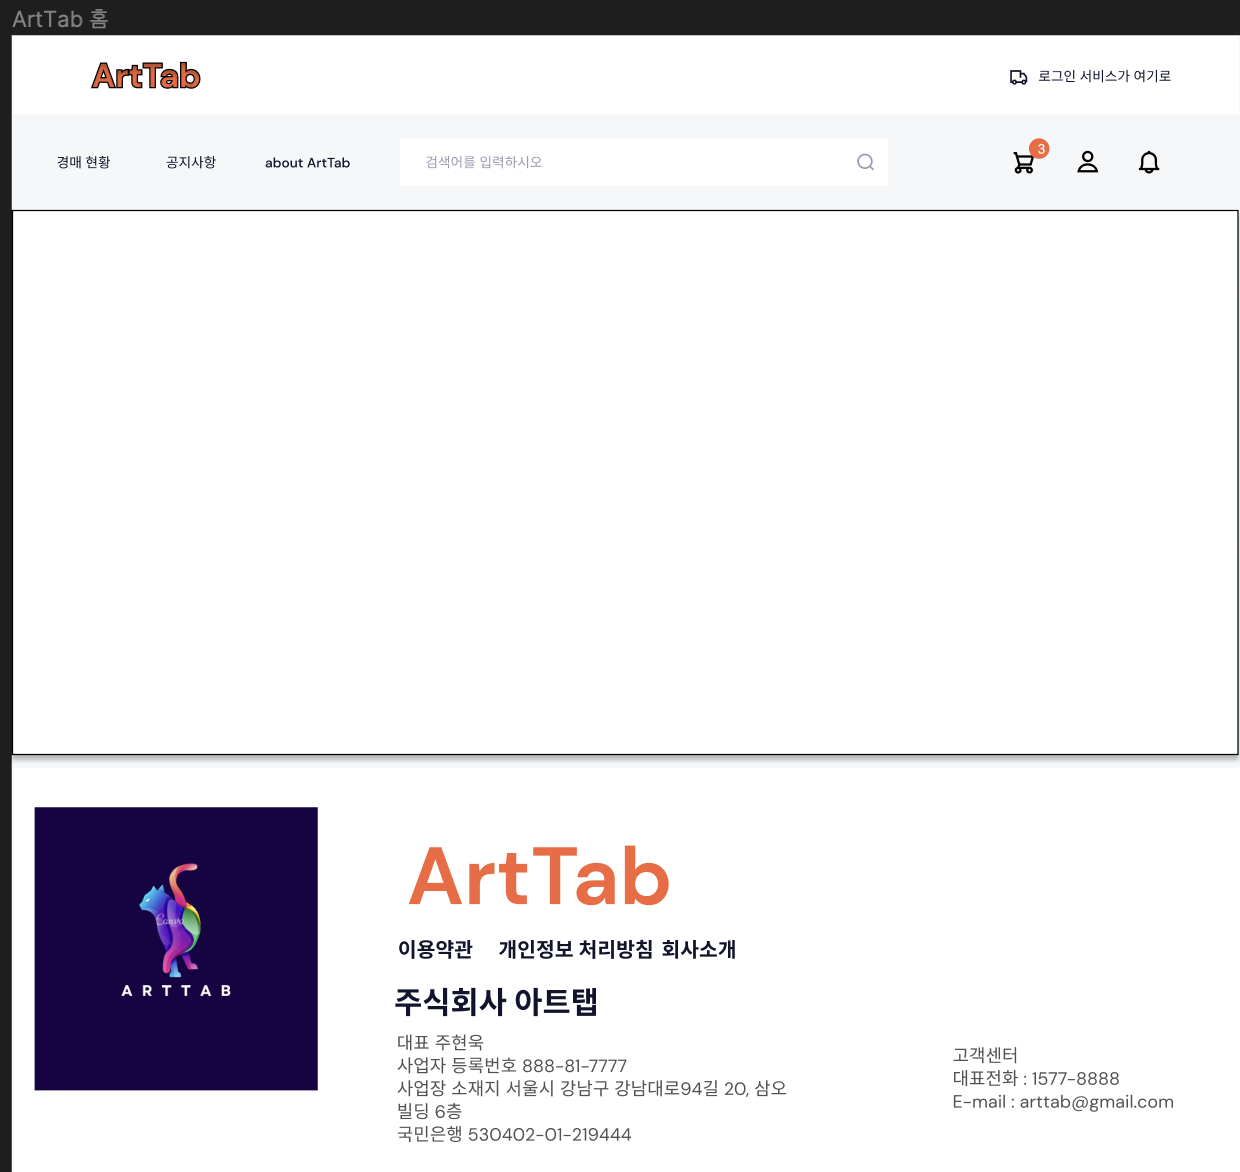 ArtTab 홈
ArtTab
로그인 서비스가 여기로
경매 현황
공지사항
about ArtTab
검색어를 입력하시오
3
ArtTab
Canva
ARTTAB
이용약관 개인정보 처리방침 회사소개
주식회사 아트탭
대표 주현욱
사업자 등록번호 888-81-7777
사업장 소재지 서울시 강남구 강남대로94길 20, 삼오
빌딩 6층
국민은행 530402-01-219444
고객센터
대표전화 : 1577-8888
E-mail : arttab@gmail.com